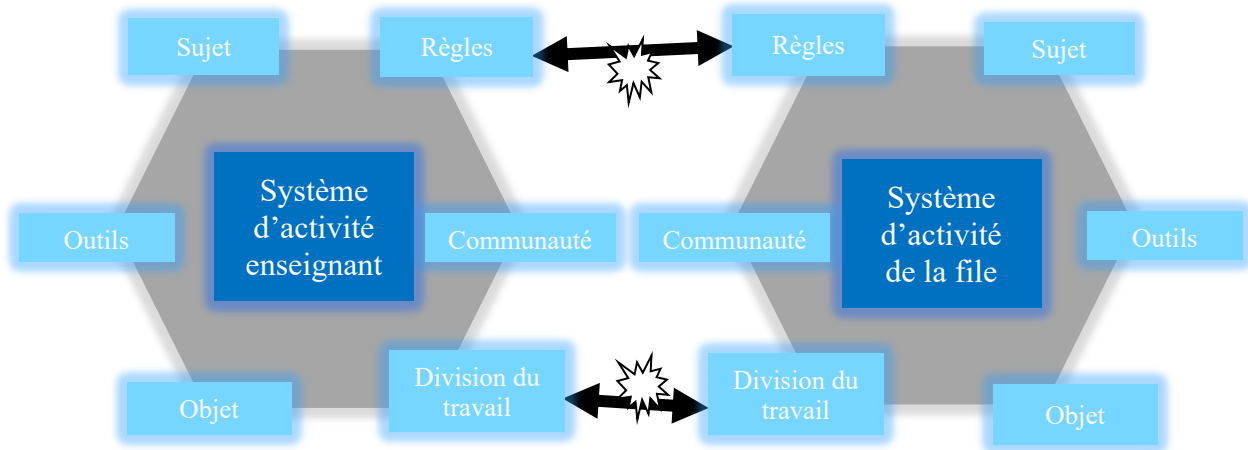 Sujet
Règles
Règles
Sujet
Système
d’activité
enseignant
Système
d’activité
de la file
Outils
Communauté
Communauté
Outils
Division du
travail
Division du
travail
Objet
Objet